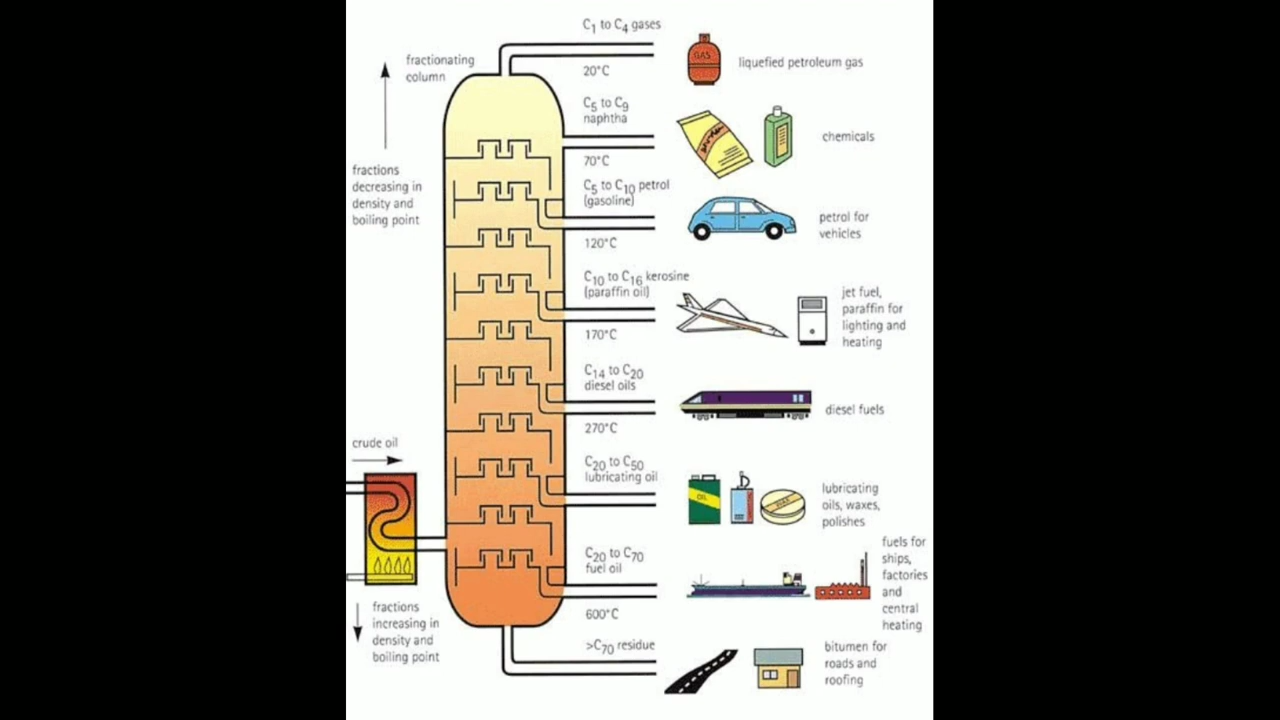 C1 to C4 gases
fractionating
column
GAS
liquefied petroleum gas
20°C
C5 to C9
naphtha
chemicals
70°C
fractions
decreasing in
density and
boiling point
C5 to C10 petrol
(gasoline)
petrol for
vehicles
120°C
C10 to C16 kerosine
(paraffin oil)
jet fuel,
paraffin for
lighting and
heating
170°C
C14 to C20
diesel oils
diesel fuels
270°C
crude oil
C20 to C50
lubricating oil
OIL
WAX
lubricating
oils, waxes,
polishes
C20 to C70
fuel oil
fuels for
ships,
factories
and
central
heating
600°C
fractions
increasing in
density and
boiling point
>C70 residue
bitumen for
roads and
roofing